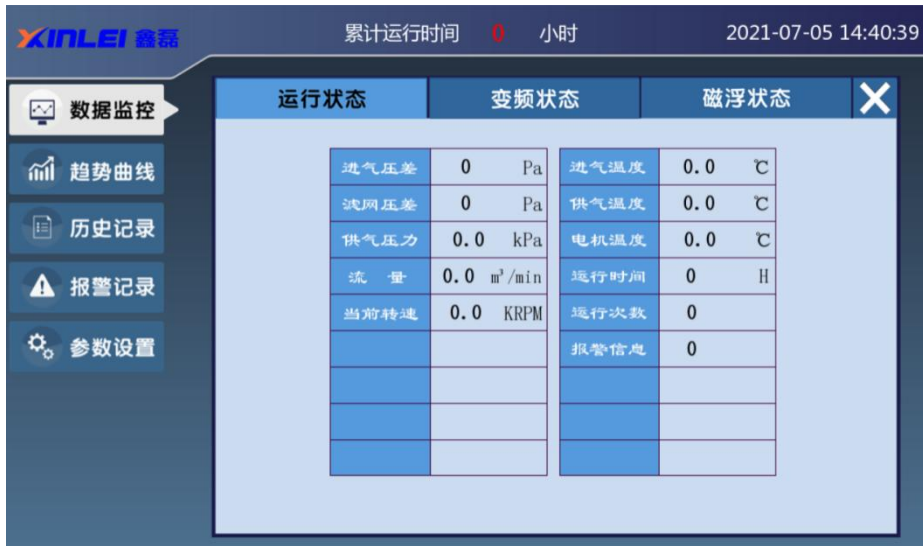 XINLEI 鑫磊 累计运行时间 0 小时 2021-07-05 14:40:39
数据监控
趋势曲线
历史记录
报警记录
参数设置
运行状态 变频状态 磁浮状态 X
进气压差 0 Pa 进气温度 0.0 ℃
滤网压差 0 Pa 供气温度 0.0 ℃
供气压力 0.0 kPa 电机温度 0.0 ℃
流 量 0.0 m³/min 运行时间 0 H
当前转速 0.0 KRPM 运行次数 0
报警信息 0